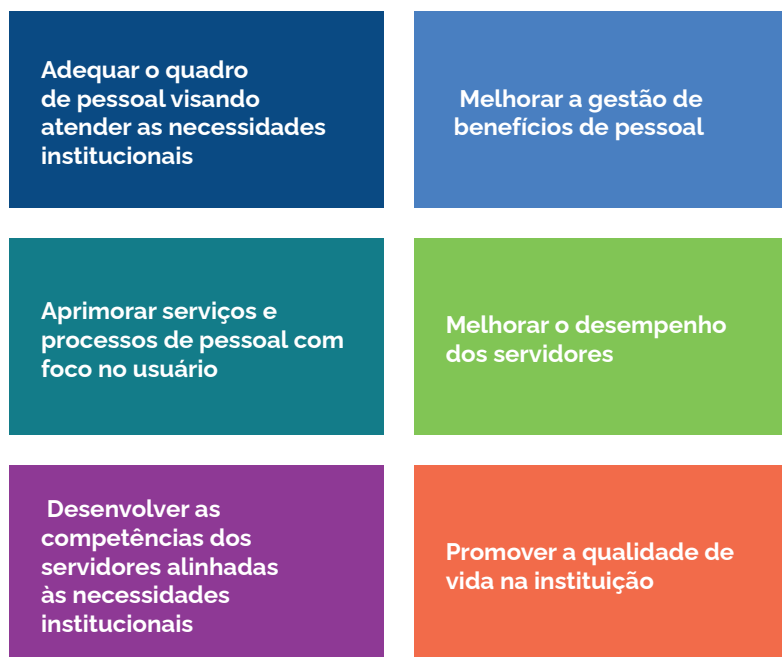 Adequar o quadro
de pessoal visando
atender as necessidades
institucionais
Melhorar a gestão de
benefícios de pessoal
Aprimorar serviços e
processos de pessoal com
foco no usuário
Melhorar o desempenho
dos servidores
Desenvolver as
competências dos
servidores alinhadas
às necessidades
institucionais
Promover a qualidade de
vida na instituição